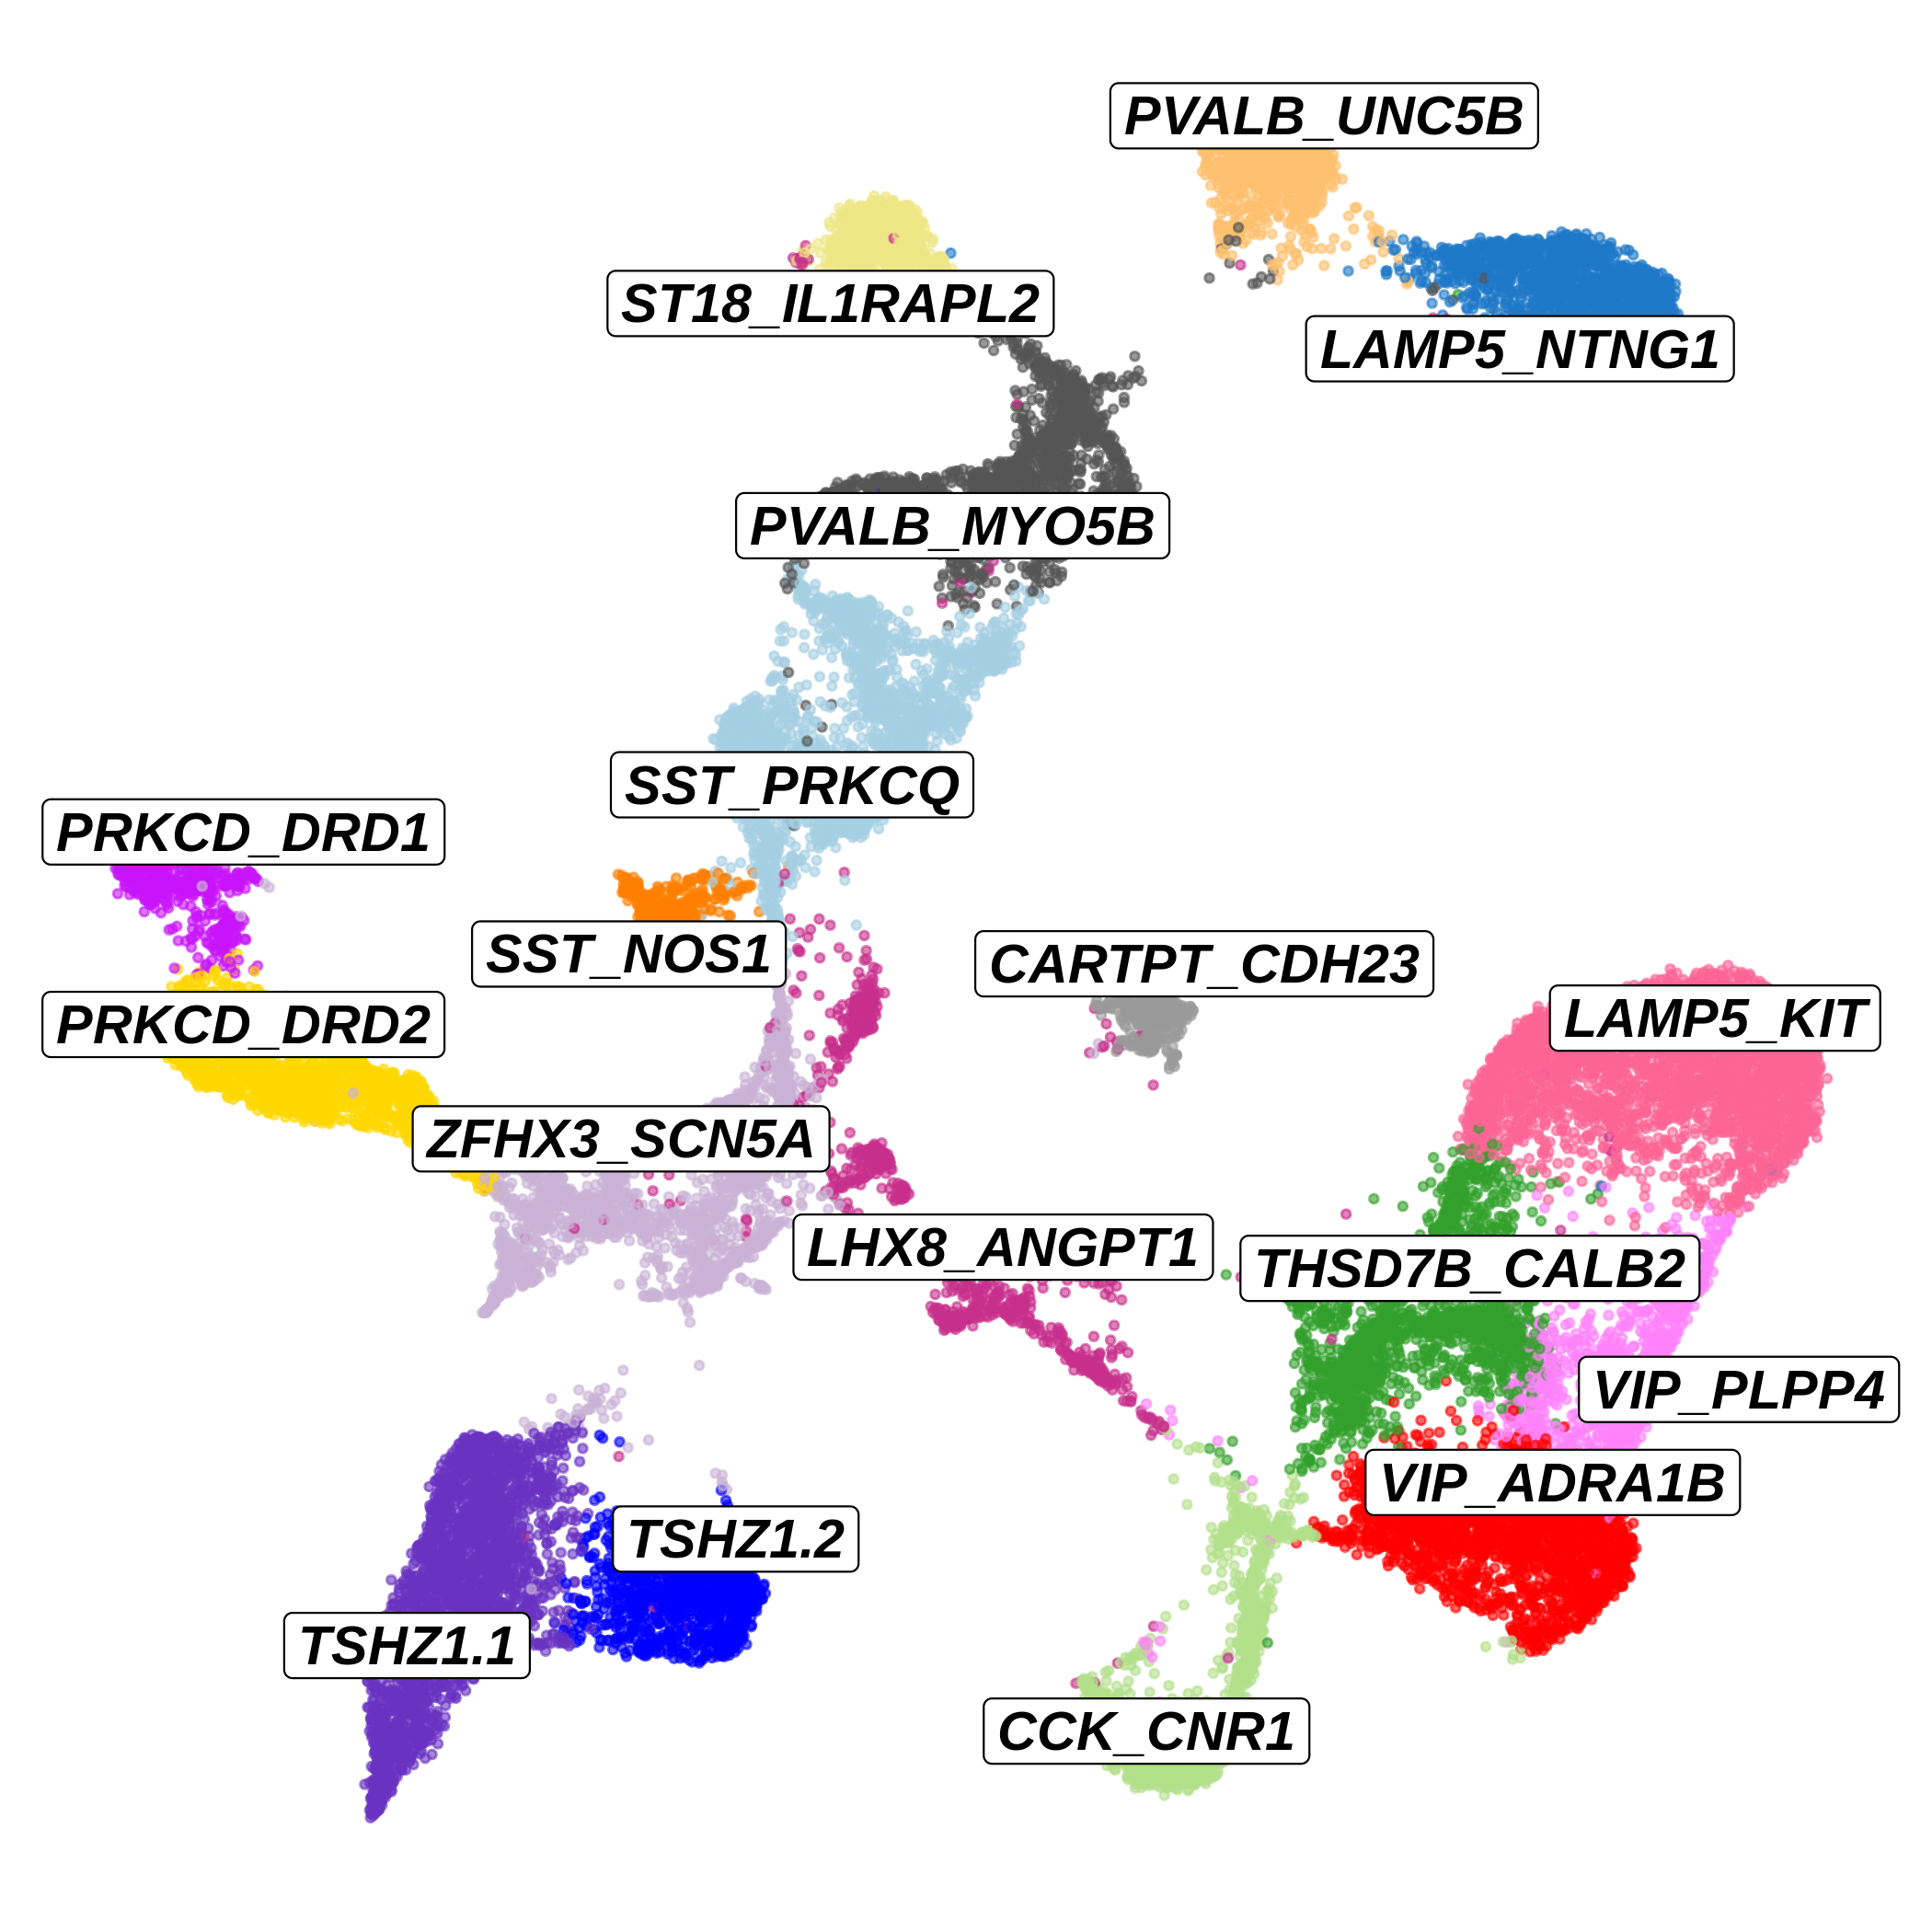 PVALB_UNC5B
ST18_IL1RAPL2
LAMP5_NTNG1
PVALB_MYO5B
SST_PRKCQ
PRKCD_DRD1
SST_NOS1
CARTPT_CDH23
PRKCD_DRD2
LAMP5_KIT
ZFHX3_SCN5A
LHX8_ANGPT1
THSD7B_CALB2
VIP_PLPP4
VIP_ADRA1B
TSHZ1.2
TSHZ1.1
CCK_CNR1